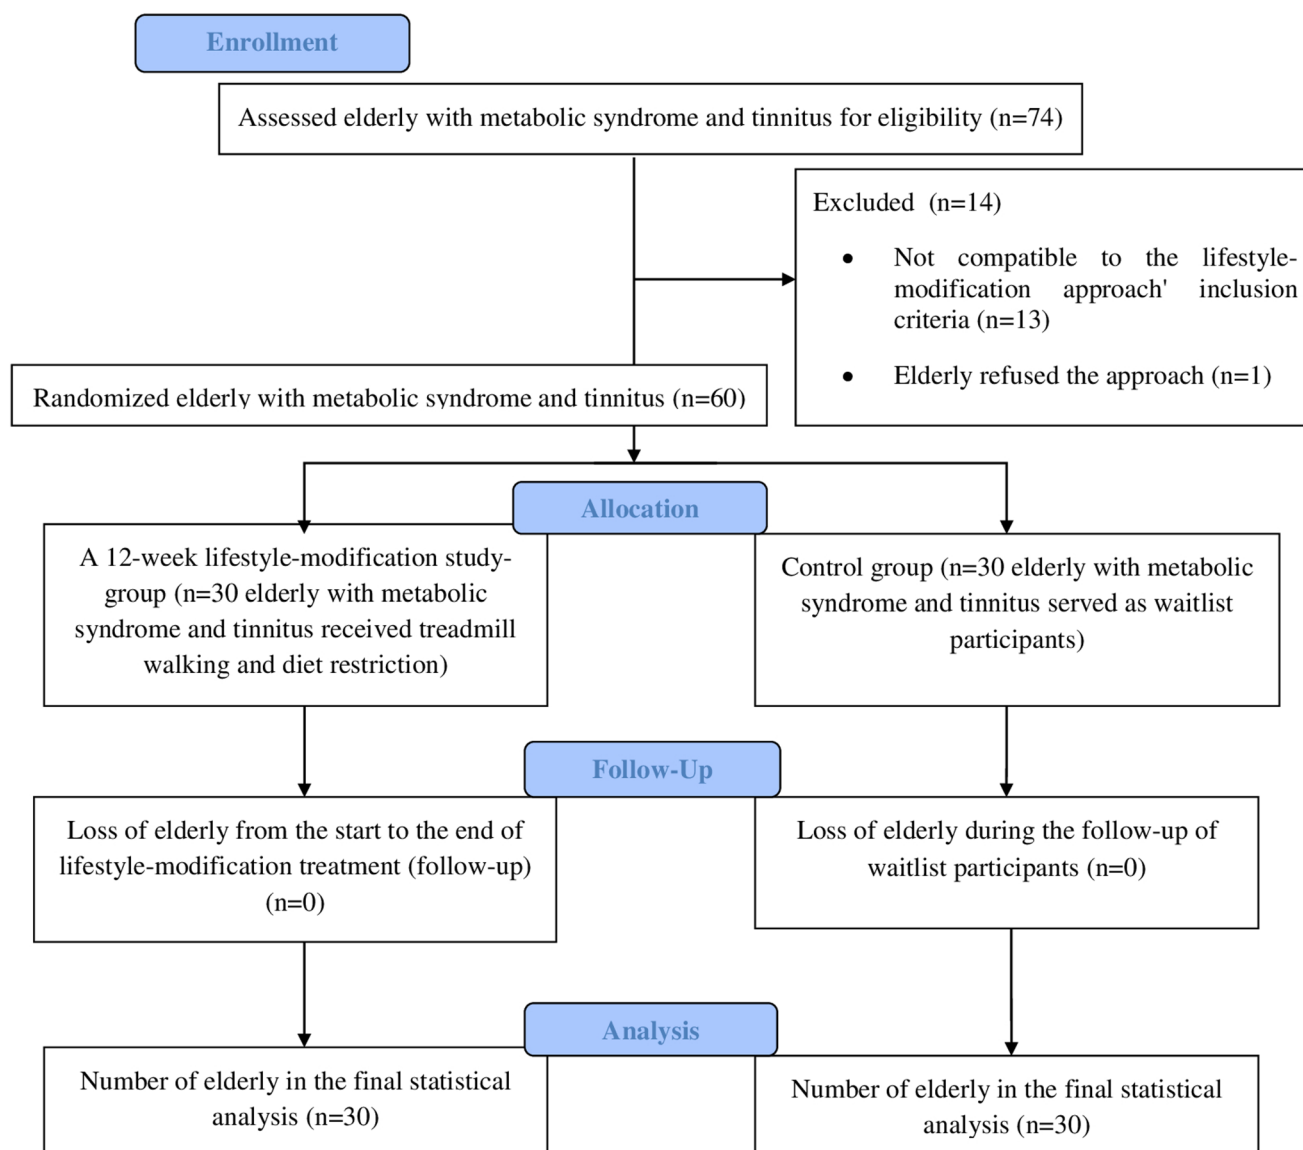 Enrollment
Assessed elderly with metabolic syndrome and tinnitus for eligibility (n=74)
Excluded (n=14)
● Not compatible to the lifestyle-
modification approach' inclusion
criteria (n=13)
● Elderly refused the approach (n=1)
Randomized elderly with metabolic syndrome and tinnitus (n=60)
Allocation
A 12-week lifestyle-modification study-
group (n=30 elderly with metabolic
syndrome and tinnitus received treadmill
walking and diet restriction)
Control group (n=30 elderly with metabolic
syndrome and tinnitus served as waitlist
participants)
Follow-Up
Loss of elderly from the start to the end of
lifestyle-modification treatment (follow-up)
(n=0)
Loss of elderly during the follow-up of
waitlist participants (n=0)
Analysis
Number of elderly in the final statistical
analysis (n=30)
Number of elderly in the final statistical
analysis (n=30)